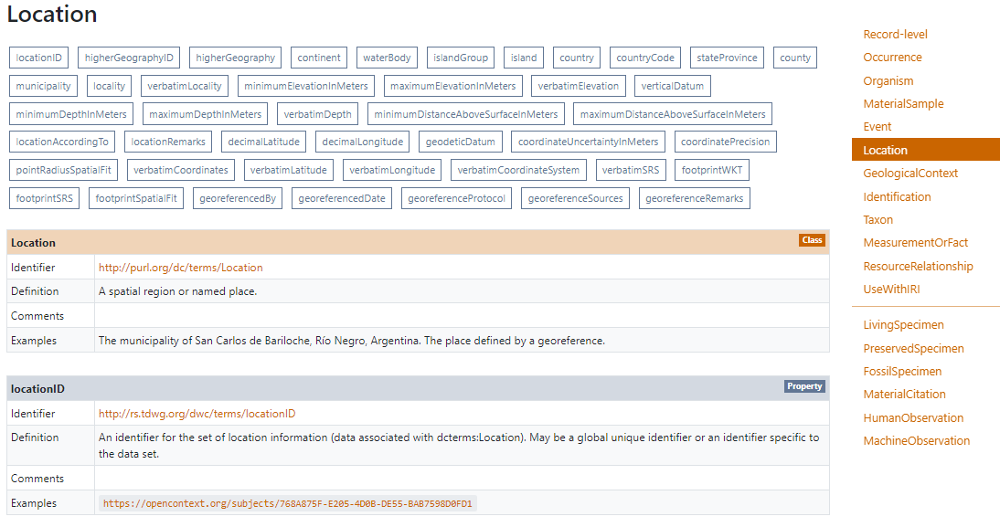 Location
locationID higherGeographyID higherGeography continent waterBody islandGroup island country countryCode stateProvince county
municipality locality verbatimLocality minimumElevationInMeters maximumElevationInMeters verbatimElevation verticalDatum
minimumDepthInMeters maximumDepthInMeters verbatimDepth minimumDistanceAboveSurfaceInMeters maximumDistanceAboveSurfaceInMeters
locationAccordingTo locationRemarks decimalLatitude decimalLongitude geodeticDatum coordinateUncertaintyInMeters coordinatePrecision
pointRadiusSpatialFit verbatimCoordinates verbatimLatitude verbatimLongitude verbatimCoordinateSystem verbatimSRS footprintWKT
footprintSRS footprintSpatialFit georeferencedBy georeferencedDate georeferenceProtocol georeferenceSources georeferenceRemarks
Location Class
Identifier http://purl.org/dc/terms/Location
Definition A spatial region or named place.
Comments
Examples The municipality of San Carlos de Bariloche, Río Negro, Argentina. The place defined by a georeference.
locationID Property
Identifier http://rs.tdwg.org/dwc/terms/locationID
Definition An identifier for the set of location information (data associated with dcterms:Location). May be a global unique identifier or an identifier specific to
the data set.
Comments
Examples https://opencontext.org/subjects/768A875F-E205-4D0B-DE55-BAB7598D0FD1
Record-level
Occurrence
Organism
MaterialSample
Event
Location
GeologicalContext
Identification
Taxon
MeasurementOrFact
ResourceRelationship
UseWithIRI
LivingSpecimen
PreservedSpecimen
FossilSpecimen
MaterialCitation
HumanObservation
MachineObservation